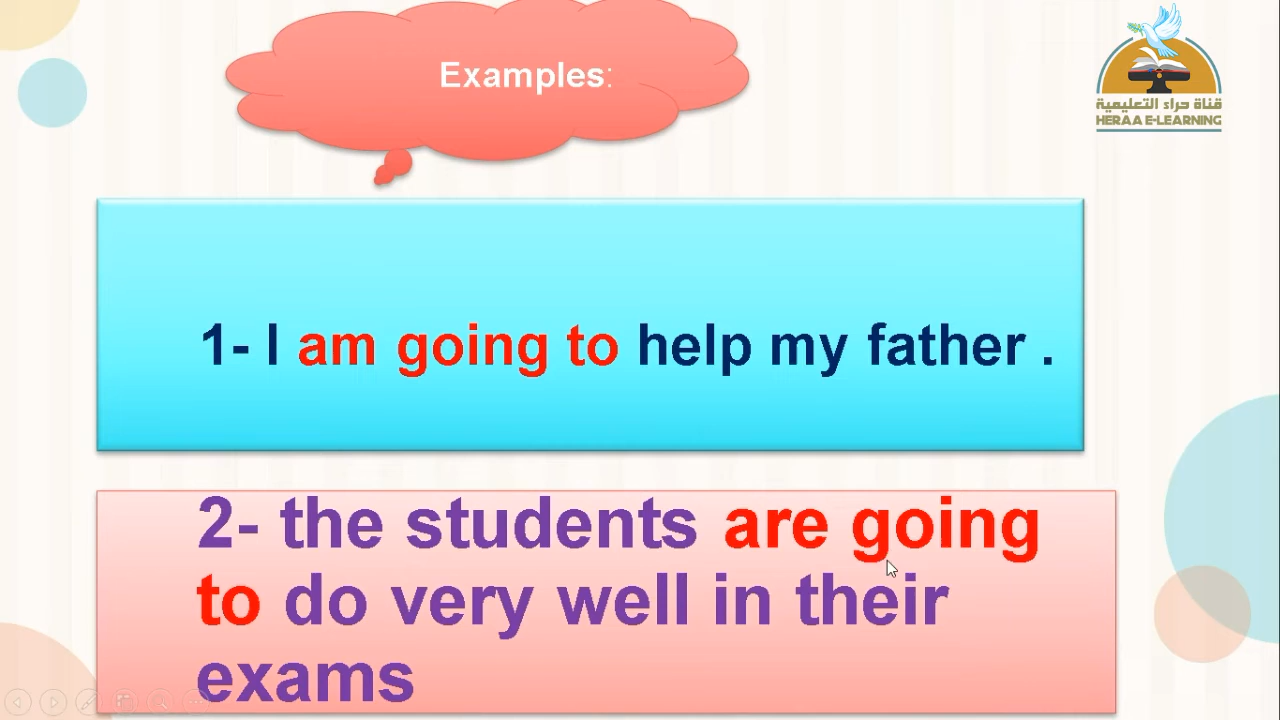 Examples:
قناة حراء التعليمية
HERAA E-LEARNING
1- I am going to help my father .
2- the students are going
to do very well in their
exams